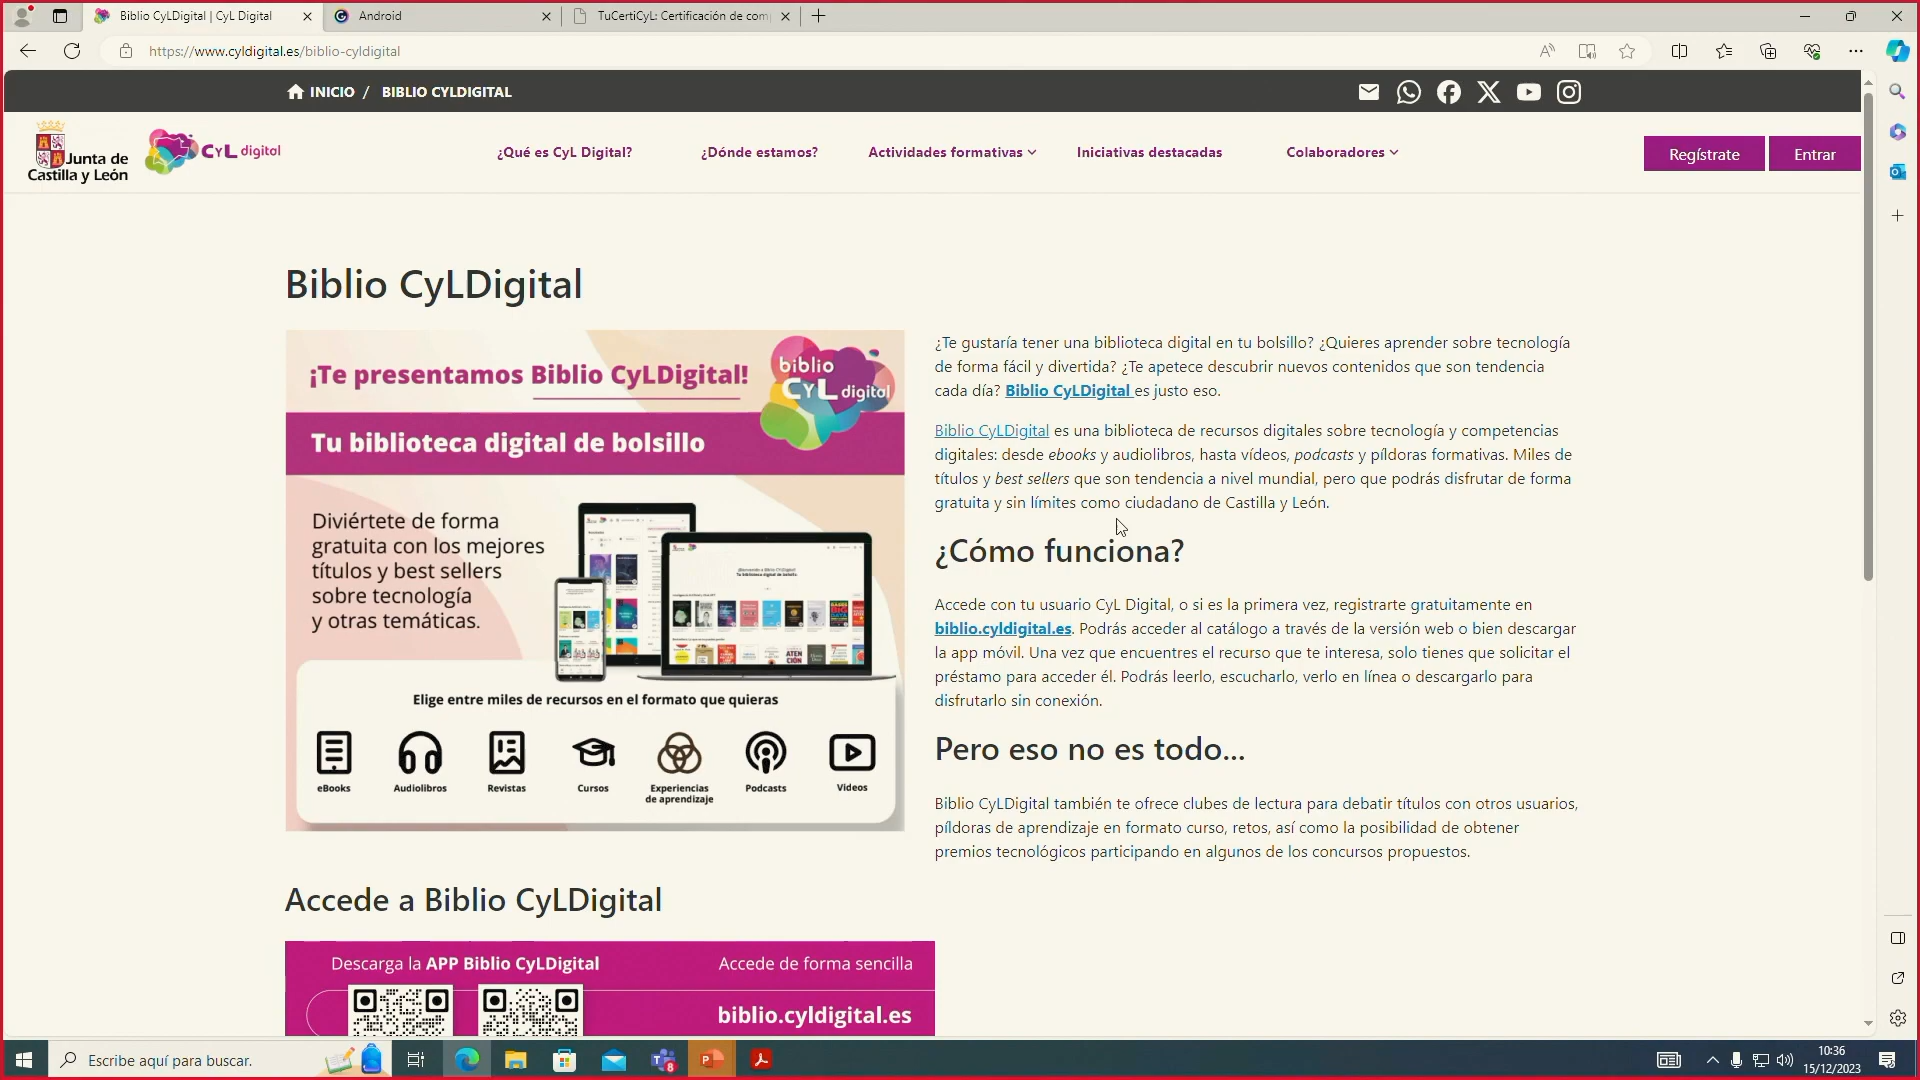 Biblio CyLDigital | CyL Digital
Android
TuCertiCyL: Certificación de com
https://www.cyldigital.es/biblio-cyldigital
INICIO / BIBLIO CYLDIGITAL
Junta de
Castilla y León
CyL digital
¿Qué es CyL Digital?
¿Dónde estamos?
Actividades formativas
Iniciativas destacadas
Colaboradores
Regístrate
Entrar
Biblio CyLDigital
¡Te presentamos Biblio CyLDigital!
biblio
CyL digital
Tu biblioteca digital de bolsillo
Diviértete de forma
gratuita con los mejores
títulos y best sellers
sobre tecnología
y otras temáticas.
Elige entre miles de recursos en el formato que quieras
eBooks
Audiolibros
Revistas
Cursos
Experiencias
de aprendizaje
Podcasts
Vídeos
¿Te gustaría tener una biblioteca digital en tu bolsillo? ¿Quieres aprender sobre tecnología
de forma fácil y divertida? ¿Te apetece descubrir nuevos contenidos que son tendencia
cada día? Biblio CyLDigital es justo eso.
Biblio CyLDigital es una biblioteca de recursos digitales sobre tecnología y competencias
digitales: desde ebooks y audiolibros, hasta vídeos, podcasts y píldoras formativas. Miles de
títulos y best sellers que son tendencia a nivel mundial, pero que podrás disfrutar de forma
gratuita y sin límites como ciudadano de Castilla y León.
¿Cómo funciona?
Accede con tu usuario CyL Digital, o si es la primera vez, registrarte gratuitamente en
biblio.cyldigital.es. Podrás acceder al catálogo a través de la versión web o bien descargar
la app móvil. Una vez que encuentres el recurso que te interesa, solo tienes que solicitar el
préstamo para acceder él. Podrás leerlo, escucharlo, verlo en línea o descargarlo para
disfrutarlo sin conexión.
Pero eso no es todo...
Biblio CyLDigital también te ofrece clubes de lectura para debatir títulos con otros usuarios,
píldoras de aprendizaje en formato curso, retos, así como la posibilidad de obtener
premios tecnológicos participando en algunos de los concursos propuestos.
Accede a Biblio CyLDigital
Descarga la APP Biblio CyLDigital
Accede de forma sencilla
biblio.cyldigital.es
Escribe aquí para buscar.
8
10:36
15/12/2023